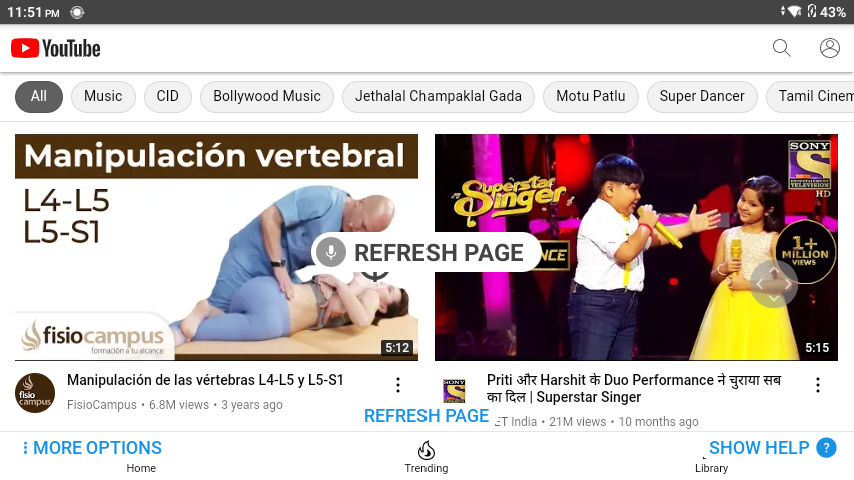 11:51 PM
43%
YouTube
All
Music
CID
Bollywood Music
Jethalal Champaklal Gada
Motu Patlu
Super Dancer
Tamil Cinem
Manipulación vertebral
L4-L5
L5-S1
fisiocampus
formación a tu alcance
5:12
SONY
ENTERTAINMENT
TELEVISION
HD
Superstar
Singer
NCE
1+
MILLION
VIEWS
5:15
REFRESH PAGE
fisio
campus
Manipulación de las vértebras L4-L5 y L5-S1
FisioCampus • 6.8M views • 3 years ago
SONY
Priti और Harshit के Duo Performance ने चुराया सब
का दिल | Superstar Singer
ET India • 21M views • 10 months ago
REFRESH PAGE
MORE OPTIONS
SHOW HELP ?
Home
Trending
Library